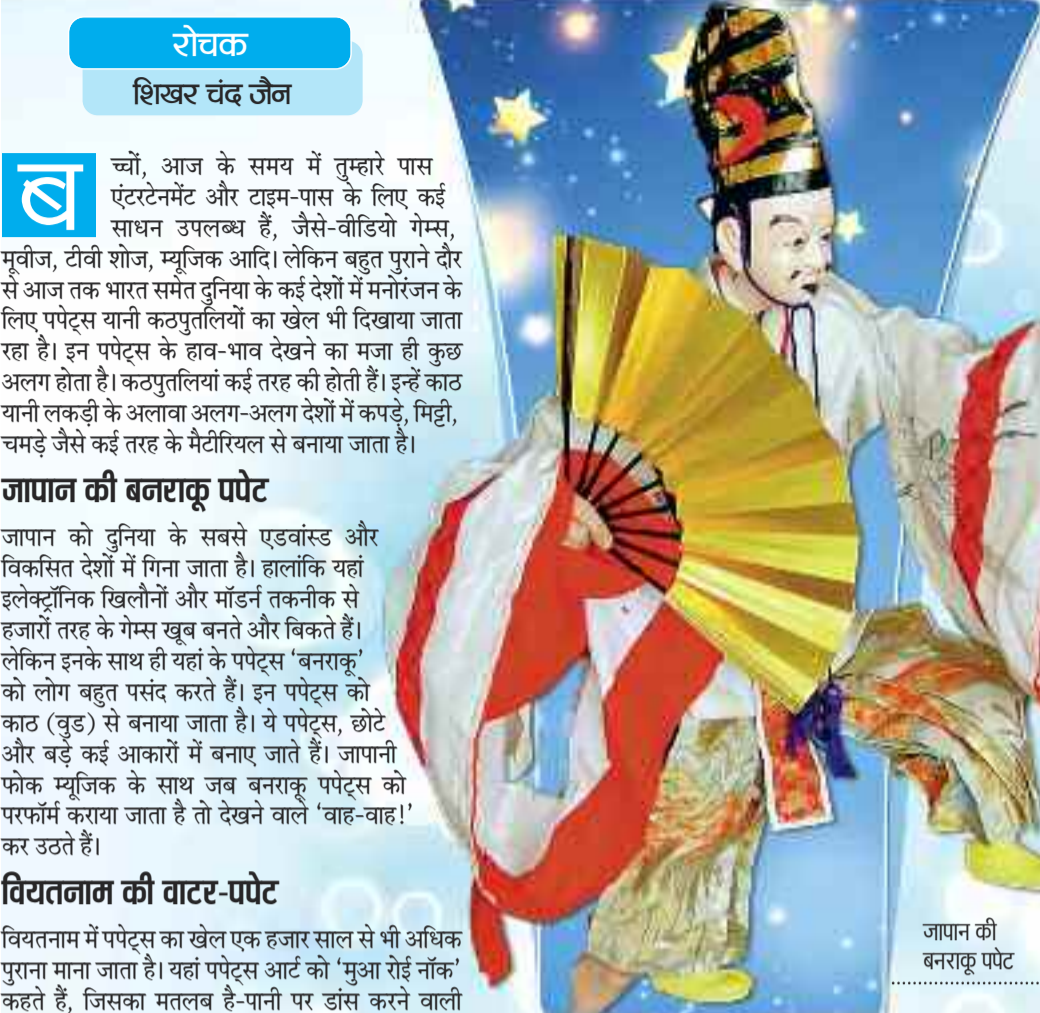 रोचक
शिखर चंद जैन
बच्चों, आज के समय में तुम्हारे पास
एंटरटेनमेंट और टाइम-पास के लिए कई
साधन उपलब्ध हैं, जैसे-वीडियो गेम्स,
मूवीज, टीवी शोज, म्यूजिक आदि। लेकिन बहुत पुराने दौर
से आज तक भारत समेत दुनिया के कई देशों में मनोरंजन के
लिए पपेट्स यानी कठपुतलियों का खेल भी दिखाया जाता
रहा है। इन पपेट्स के हाव-भाव देखने का मजा ही कुछ
अलग होता है। कठपुतलियां कई तरह की होती हैं। इन्हें काठ
यानी लकड़ी के अलावा अलग-अलग देशों में कपड़े, मिट्टी,
चमड़े जैसे कई तरह के मैटीरियल से बनाया जाता है।
जापान की बनराकू पपेट
जापान को दुनिया के सबसे एडवांस्ड और
विकसित देशों में गिना जाता है। हालांकि यहां
इलेक्ट्रॉनिक खिलौनों और मॉडर्न तकनीक से
हजारों तरह के गेम्स खूब बनते और बिकते हैं।
लेकिन इनके साथ ही यहां के पपेट्स ‘बनराकू’
को लोग बहुत पसंद करते हैं। इन पपेट्स को
काठ (वुड) से बनाया जाता है। ये पपेट्स, छोटे
और बड़े कई आकारों में बनाए जाते हैं। जापानी
फोक म्यूजिक के साथ जब बनराकू पपेट्स को
परफॉर्म कराया जाता है तो देखने वाले ‘वाह-वाह!’
कर उठते हैं।
वियतनाम की वाटर-पपेट
वियतनाम में पपेट्स का खेल एक हजार साल से भी अधिक
पुराना माना जाता है। यहां पपेट्स आर्ट को ‘मुआ रोई नॉक’
कहते हैं, जिसका मतलब है-पानी पर डांस करने वाली
जापान की
बनराकू पपेट